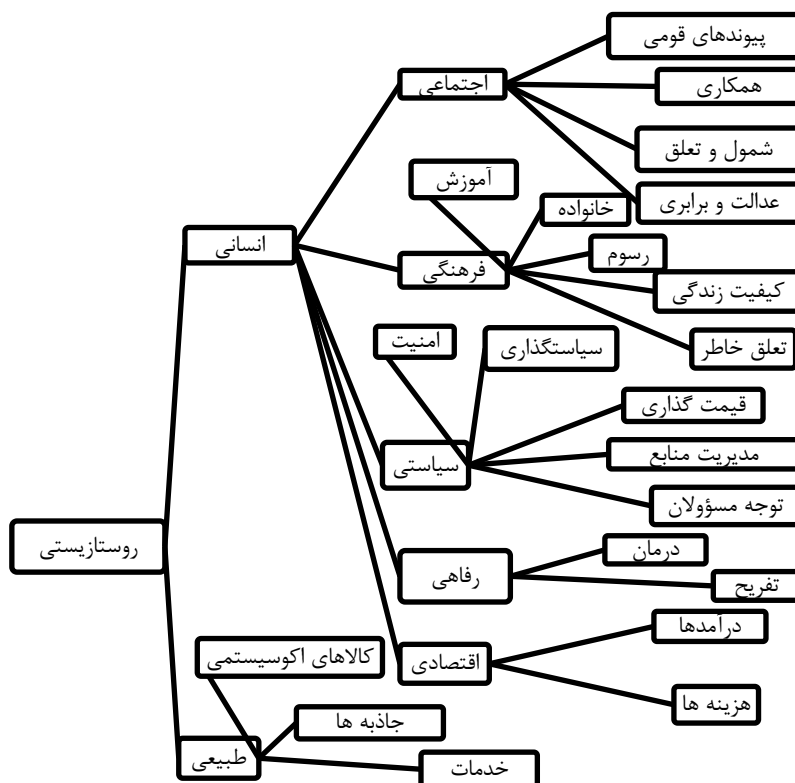 پیوندهای قومی
همکاری
اجتماعی
شمول و تعلق
آموزش
عدالت و برابری
خانواده
انسانی
رسوم
فرهنگی
کیفیت زندگی
امنیت
سیاستگذاری
تعلق خاطر
قیمت گذاری
سیاستی
مدیریت منابع
توجه مسؤولان
روستازیستی
درمان
رفاهی
تفریح
درآمدها
کالاهای اکوسیستمی
اقتصادی
هزینه ها
جاذبه ها
طبیعی
خدمات